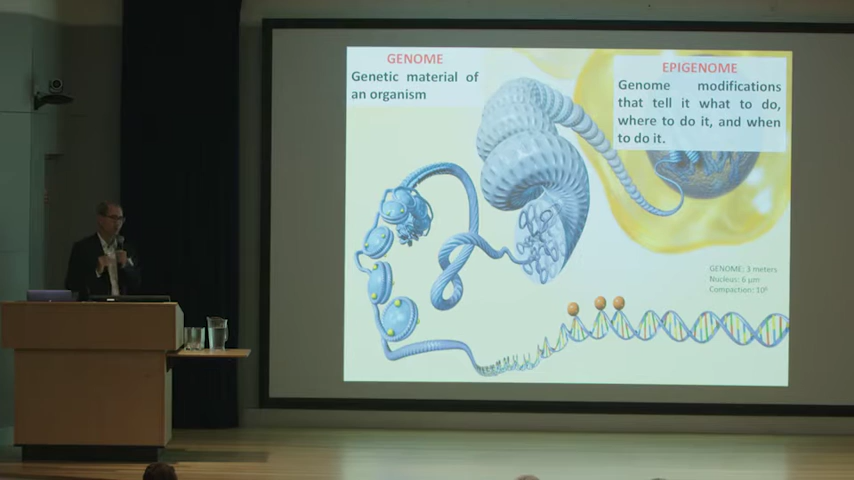 GENOME
Genetic material of
an organism
EPIGENOME
Genome modifications
that tell it what to do,
where to do it, and when
to do it.
GENOME: 3 meters
Nucleus: 6 µm
Compaction: 10⁶